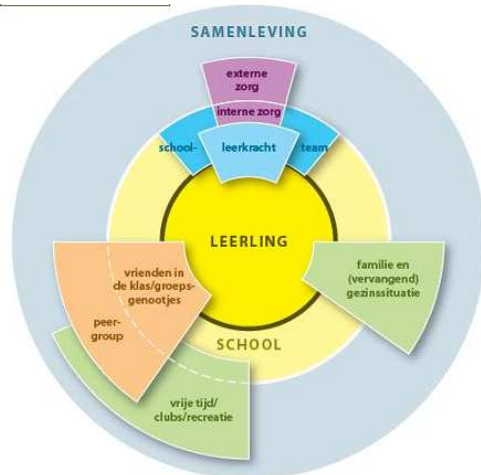 SAMENLEVING
externe
zorg
interne zorg
school-
leerkracht
team
LEERLING
vrienden in
de klas/groeps-
genootjes
peer-
group
familie en
(vervangend)
gezinssituatie
SCHOOL
vrije tijd/
clubs/recreatie